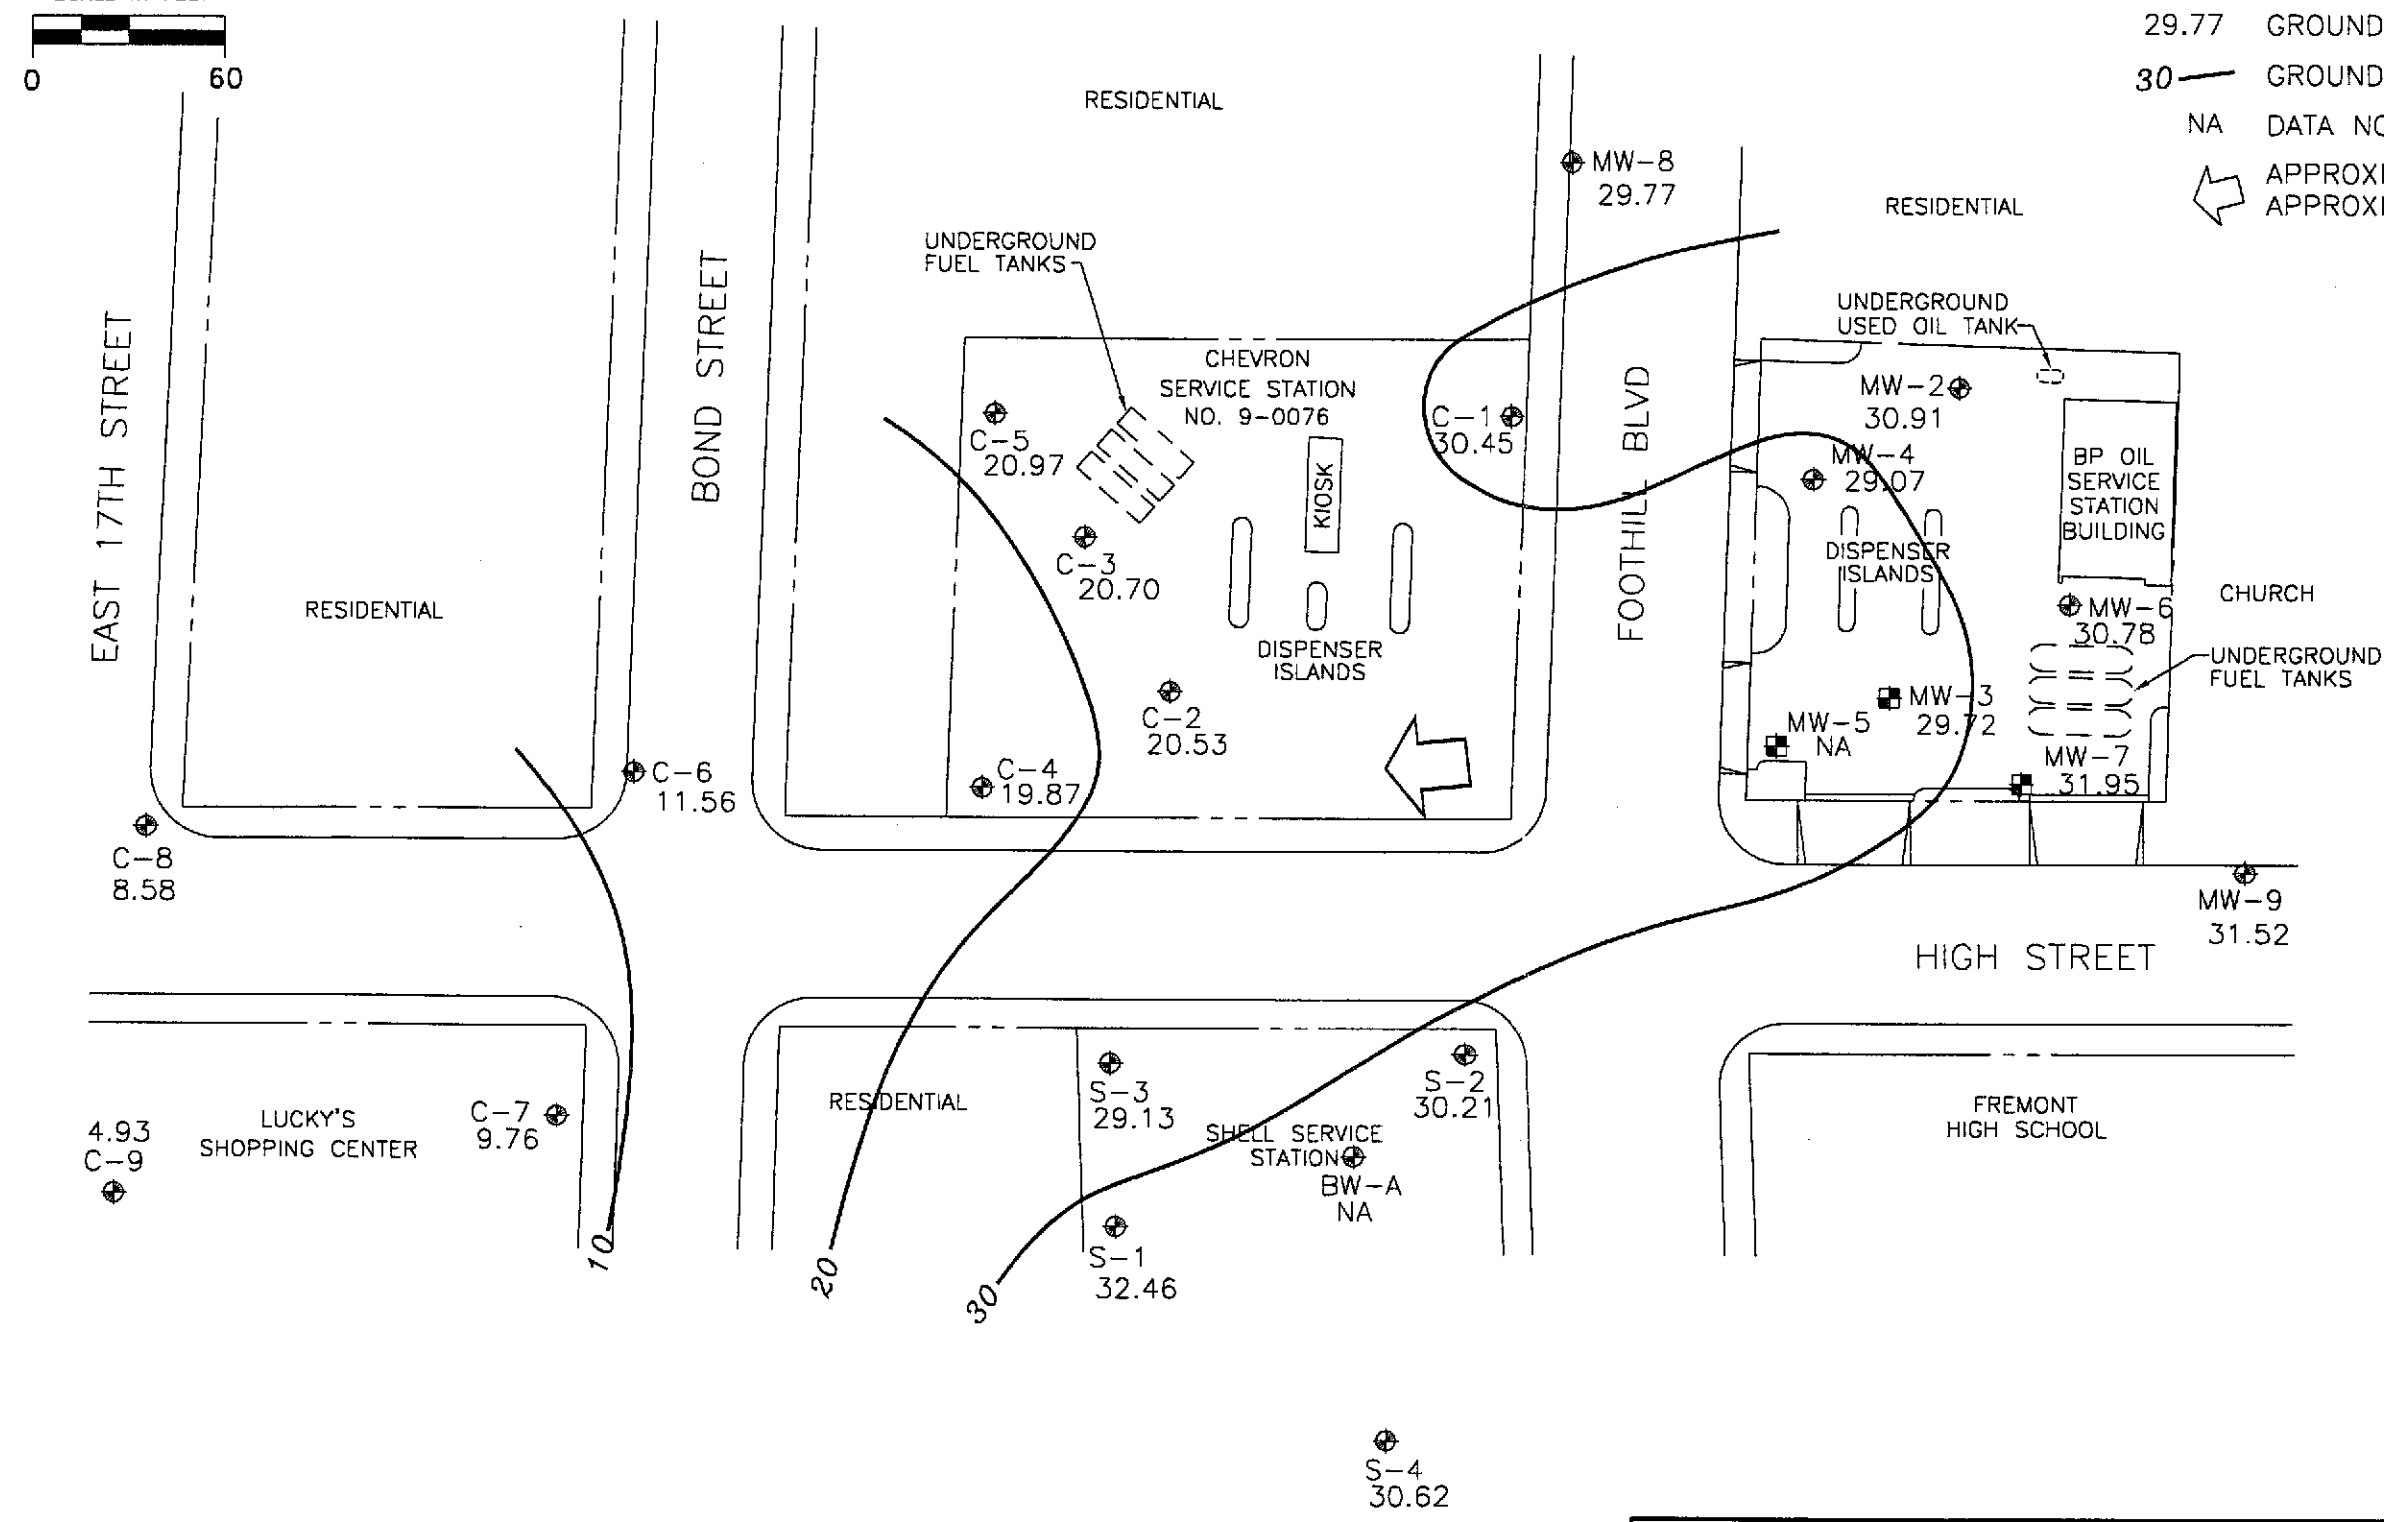 0 60
29.77 GROUND
30 GROUND
NA DATA
APPROXI
APPROXI
RESIDENTIAL
MW-8
29.77
RESIDENTIAL
UNDERGROUND
FUEL TANKS
UNDERGROUND
USED OIL TANK
EAST 17TH STREET
BOND STREET
CHEVRON
SERVICE STATION
NO. 9-0076
FOOTHILL BLVD
MW-2
30.91
C-5
20.97
C-1
30.45
KIOSK
MW-4
29.07
BP OIL
SERVICE
STATION
BUILDING
C-3
20.70
DISPENSER
ISLANDS
RESIDENTIAL
CHURCH
MW-6
30.78
DISPENSER
ISLANDS
UNDERGROUND
FUEL TANKS
C-2
20.53
MW-3
29.72
MW-5
NA
C-6
11.56
C-4
19.87
MW-7
31.95
C-8
8.58
MW-9
31.52
HIGH STREET
S-3
29.13
S-2
30.21
RESIDENTIAL
LUCKY'S
SHOPPING CENTER
C-7
9.76
4.93
C-9
SHELL SERVICE
STATION
BW-A
NA
FREMONT
HIGH SCHOOL
S-1
32.46
10
20
30
S-4
30.62